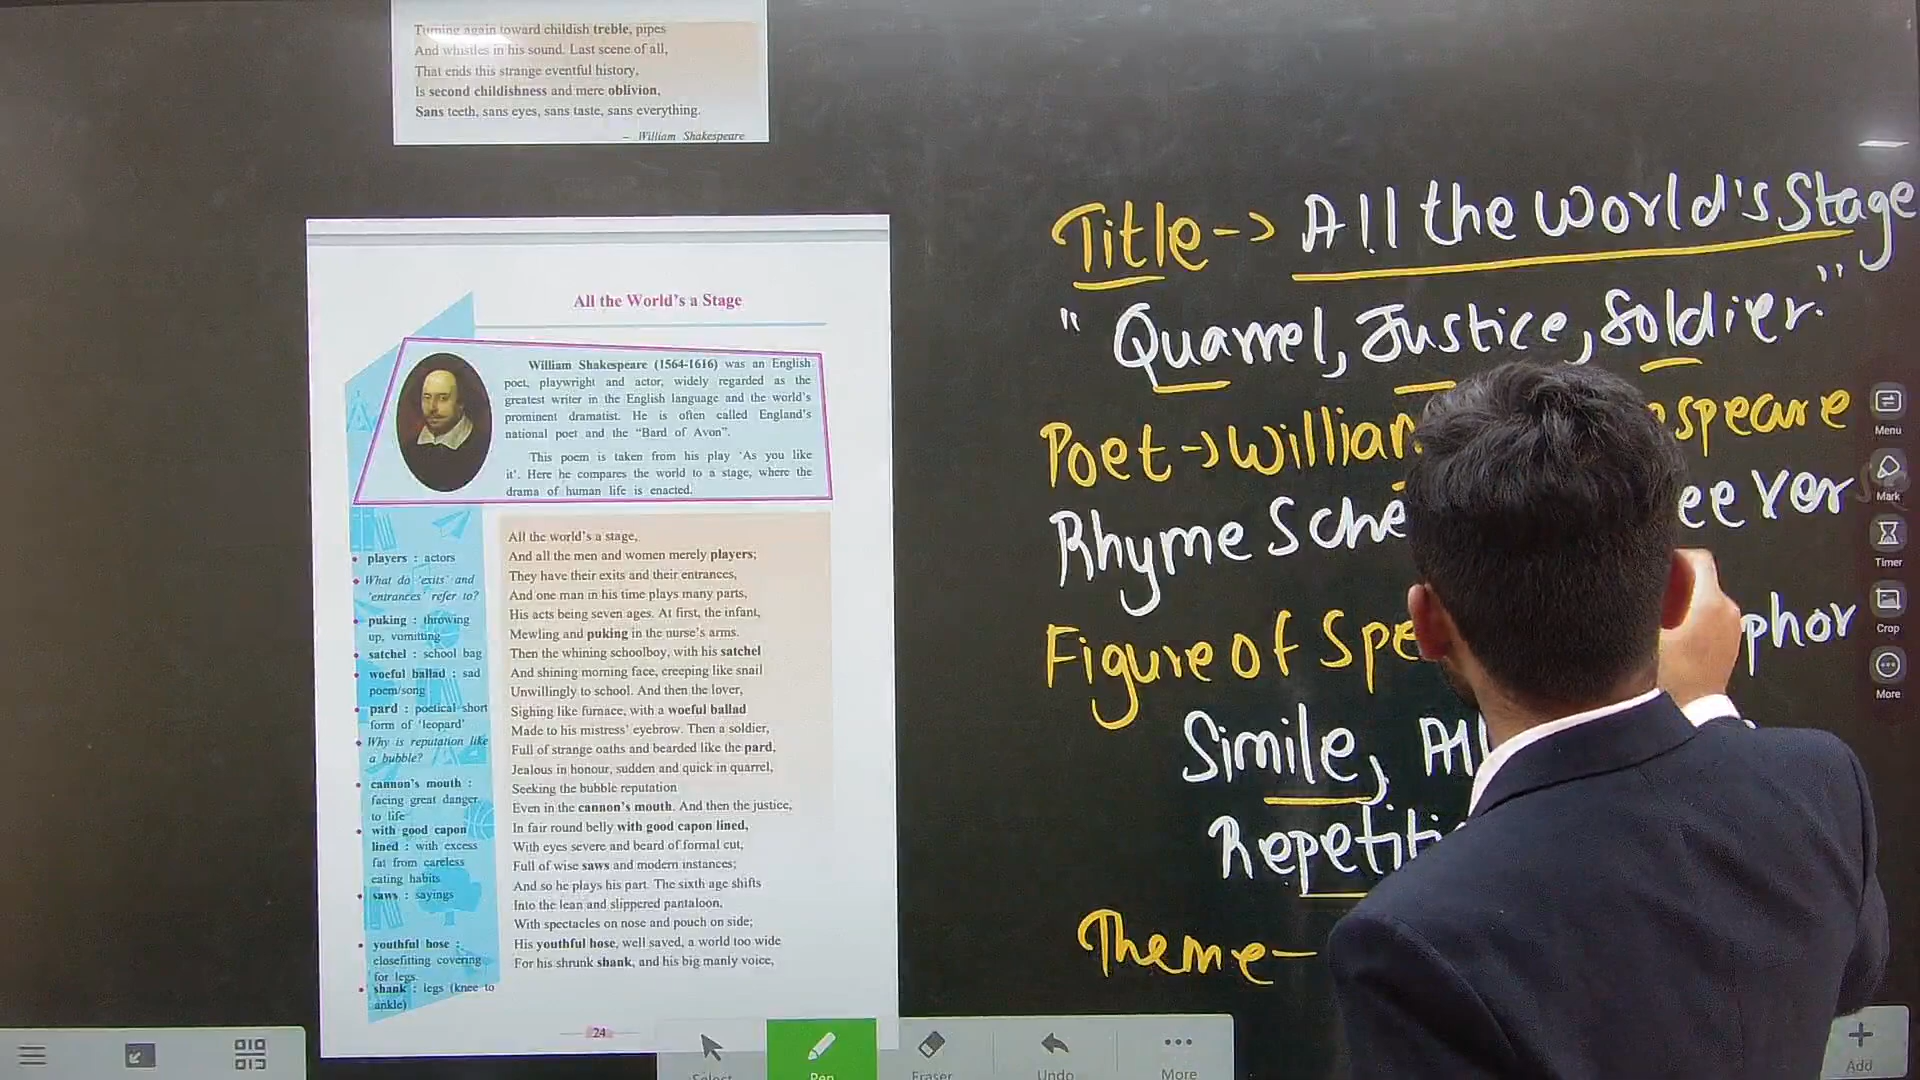 Turning again toward childish treble, pipes
And whistles in his sound. Last scene of all,
That ends this strange eventful history,
Is second childishness and mere oblivion,
Sans teeth, sans eyes, sans taste, sans everything.
– William Shakespeare
All the World's a Stage
William Shakespeare (1564-1616) was an English
poet, playwright and actor, widely regarded as the
greatest writer in the English language and the world's
prominent dramatist. He is often called England's
national poet and the "Bard of Avon".
This poem is taken from his play 'As you like
it'. Here he compares the world to a stage, where the
drama of human life is enacted.
• players : actors
• What do 'exits' and
'entrances' refer to?
• puking : throwing
up, vomitting
• satchel : school bag
• woeful ballad : sad
poem/song
• pard : poetical short
form of 'leopard'
• Why is reputation like
a bubble?
• cannon's mouth :
facing great danger
to life
• with good capon
lined : with excess
fat from careless
eating habits
• saws : sayings
• youthful hose :
closefitting covering
for legs.
• shank : legs (knee to
ankle)
All the world's a stage,
And all the men and women merely players;
They have their exits and their entrances,
And one man in his time plays many parts,
His acts being seven ages. At first, the infant,
Mewling and puking in the nurse's arms.
Then the whining schoolboy, with his satchel
And shining morning face, creeping like snail
Unwillingly to school. And then the lover,
Sighing like furnace, with a woeful ballad
Made to his mistress' eyebrow. Then a soldier,
Full of strange oaths and bearded like the pard,
Jealous in honour, sudden and quick in quarrel,
Seeking the bubble reputation
Even in the cannon's mouth. And then the justice,
In fair round belly with good capon lined,
With eyes severe and beard of formal cut,
Full of wise saws and modern instances;
And so he plays his part. The sixth age shifts
Into the lean and slippered pantaloon,
With spectacles on nose and pouch on side;
His youthful hose, well saved, a world too wide
For his shrunk shank, and his big manly voice,
24
Title -> All the World's Stage
" Quarrel, Justice, Soldier."
Poet -> William speare
Rhyme Sche ee ver
Figure of Spe phor
Simile, All
Repetiti
Theme -
Menu
Mark
Timer
Crop
More
Select
Pen
Eraser
Undo
More
Add